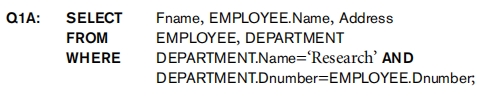 Q1A: SELECT Fname, EMPLOYEE.Name, Address
FROM EMPLOYEE, DEPARTMENT
WHERE DEPARTMENT.Name=‘Research’ AND
DEPARTMENT.Dnumber=EMPLOYEE.Dnumber;